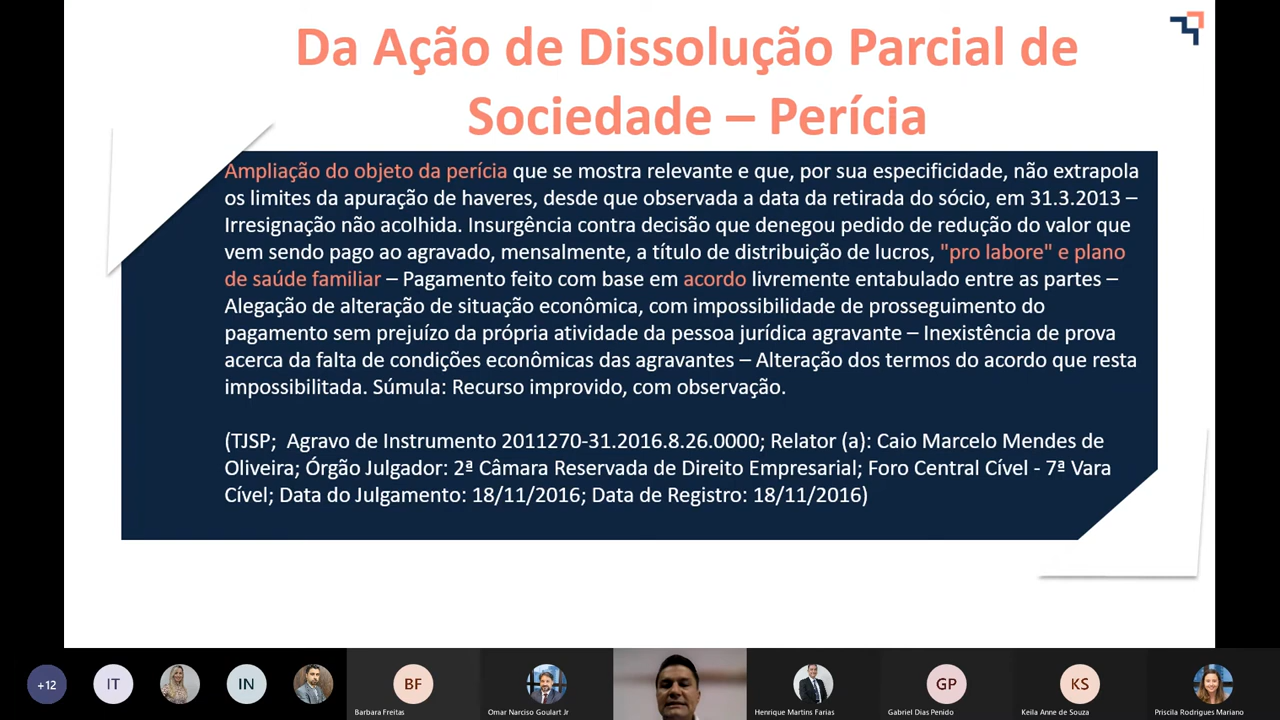 Da Ação de Dissolução Parcial de
Sociedade – Perícia
Ampliação do objeto da perícia que se mostra relevante e que, por sua especificidade, não extrapola
os limites da apuração de haveres, desde que observada a data da retirada do sócio, em 31.3.2013 –
Irresignação não acolhida. Insurgência contra decisão que denegou pedido de redução do valor que
vem sendo pago ao agravado, mensalmente, a título de distribuição de lucros, "pro labore" e plano
de saúde familiar – Pagamento feito com base em acordo livremente entabulado entre as partes –
Alegação de alteração de situação econômica, com impossibilidade de prosseguimento do
pagamento sem prejuízo da própria atividade da pessoa jurídica agravante – Inexistência de prova
acerca da falta de condições econômicas das agravantes – Alteração dos termos do acordo que resta
impossibilitada. Súmula: Recurso improvido, com observação.
(TJSP;  Agravo de Instrumento 2011270-31.2016.8.26.0000; Relator (a): Caio Marcelo Mendes de
Oliveira; Órgão Julgador: 2ª Câmara Reservada de Direito Empresarial; Foro Central Cível - 7ª Vara
Cível; Data do Julgamento: 18/11/2016; Data de Registro: 18/11/2016)
+12
IT
IN
BF
GP
KS
Barbara Freitas
Omar Narciso Goulart Jr
Henrique Martins Farias
Gabriel Dias Penido
Keila Anne de Souza
Priscila Rodrigues Mariano